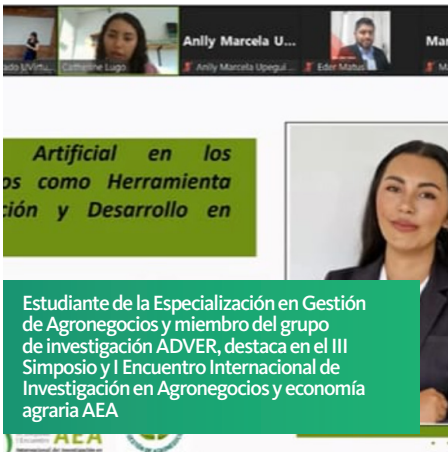 Catherine Lugo
Anlly Marcela U...
Anlly Marcela Upegui...
Eder Matus
Mar
Artificial en los
os como Herramienta
ción y Desarrollo en
Estudiante de la Especialización en Gestión
de Agronegocios y miembro del grupo
de investigación ADVER, destaca en el III
Simposio y I Encuentro Internacional de
Investigación en Agronegocios y economía
agraria AEA
AEA